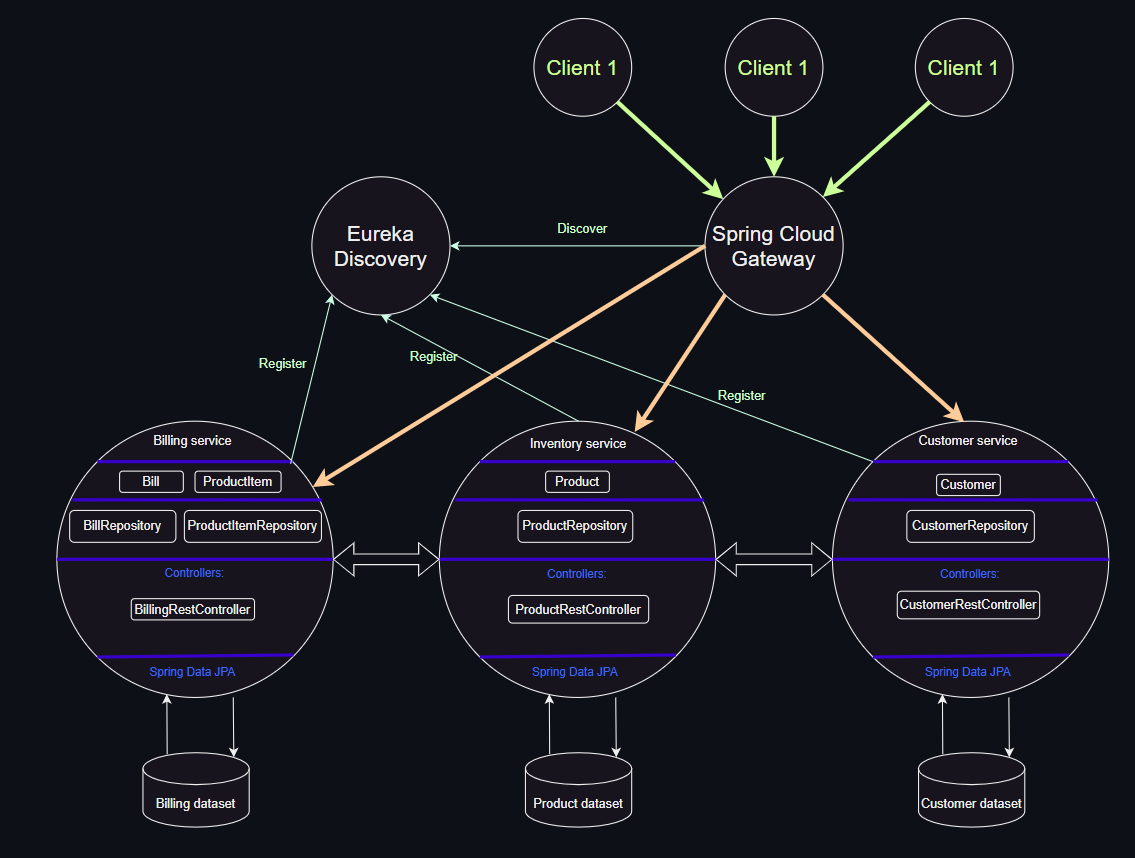 Client 1
Client 1
Client 1
Eureka
Discovery
Discover
Spring Cloud
Gateway
Register
Register
Register
Billing service
Bill
ProductItem
BillRepository
ProductItemRepository
Controllers:
BillingRestController
Spring Data JPA
Billing dataset
Inventory service
Product
ProductRepository
Controllers:
ProductRestController
Spring Data JPA
Product dataset
Customer service
Customer
CustomerRepository
Controllers:
CustomerRestController
Spring Data JPA
Customer dataset